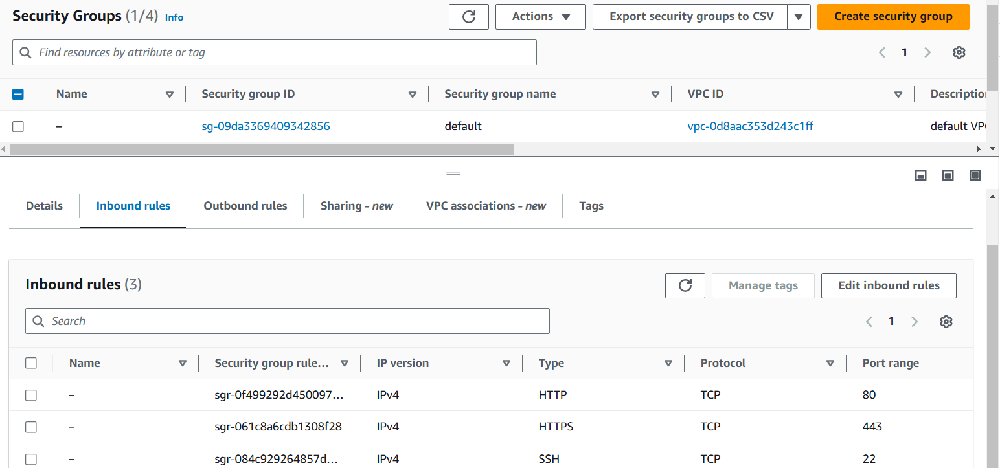 Security Groups (1/4) Info Actions Export security groups to CSV Create security group
Find resources by attribute or tag 1
Name Security group ID Security group name VPC ID Descriptio
– sg-09da3369409342856 default vpc-0d8aac353d243c1ff default VP
Details Inbound rules Outbound rules Sharing - new VPC associations - new Tags
Inbound rules (3) Manage tags Edit inbound rules
Search 1
Name Security group rule... IP version Type Protocol Port range
– sgr-0f499292d450097... IPv4 HTTP TCP 80
– sgr-061c8a6cdb1308f28 IPv4 HTTPS TCP 443
– sgr-084c929264857d... IPv4 SSH TCP 22